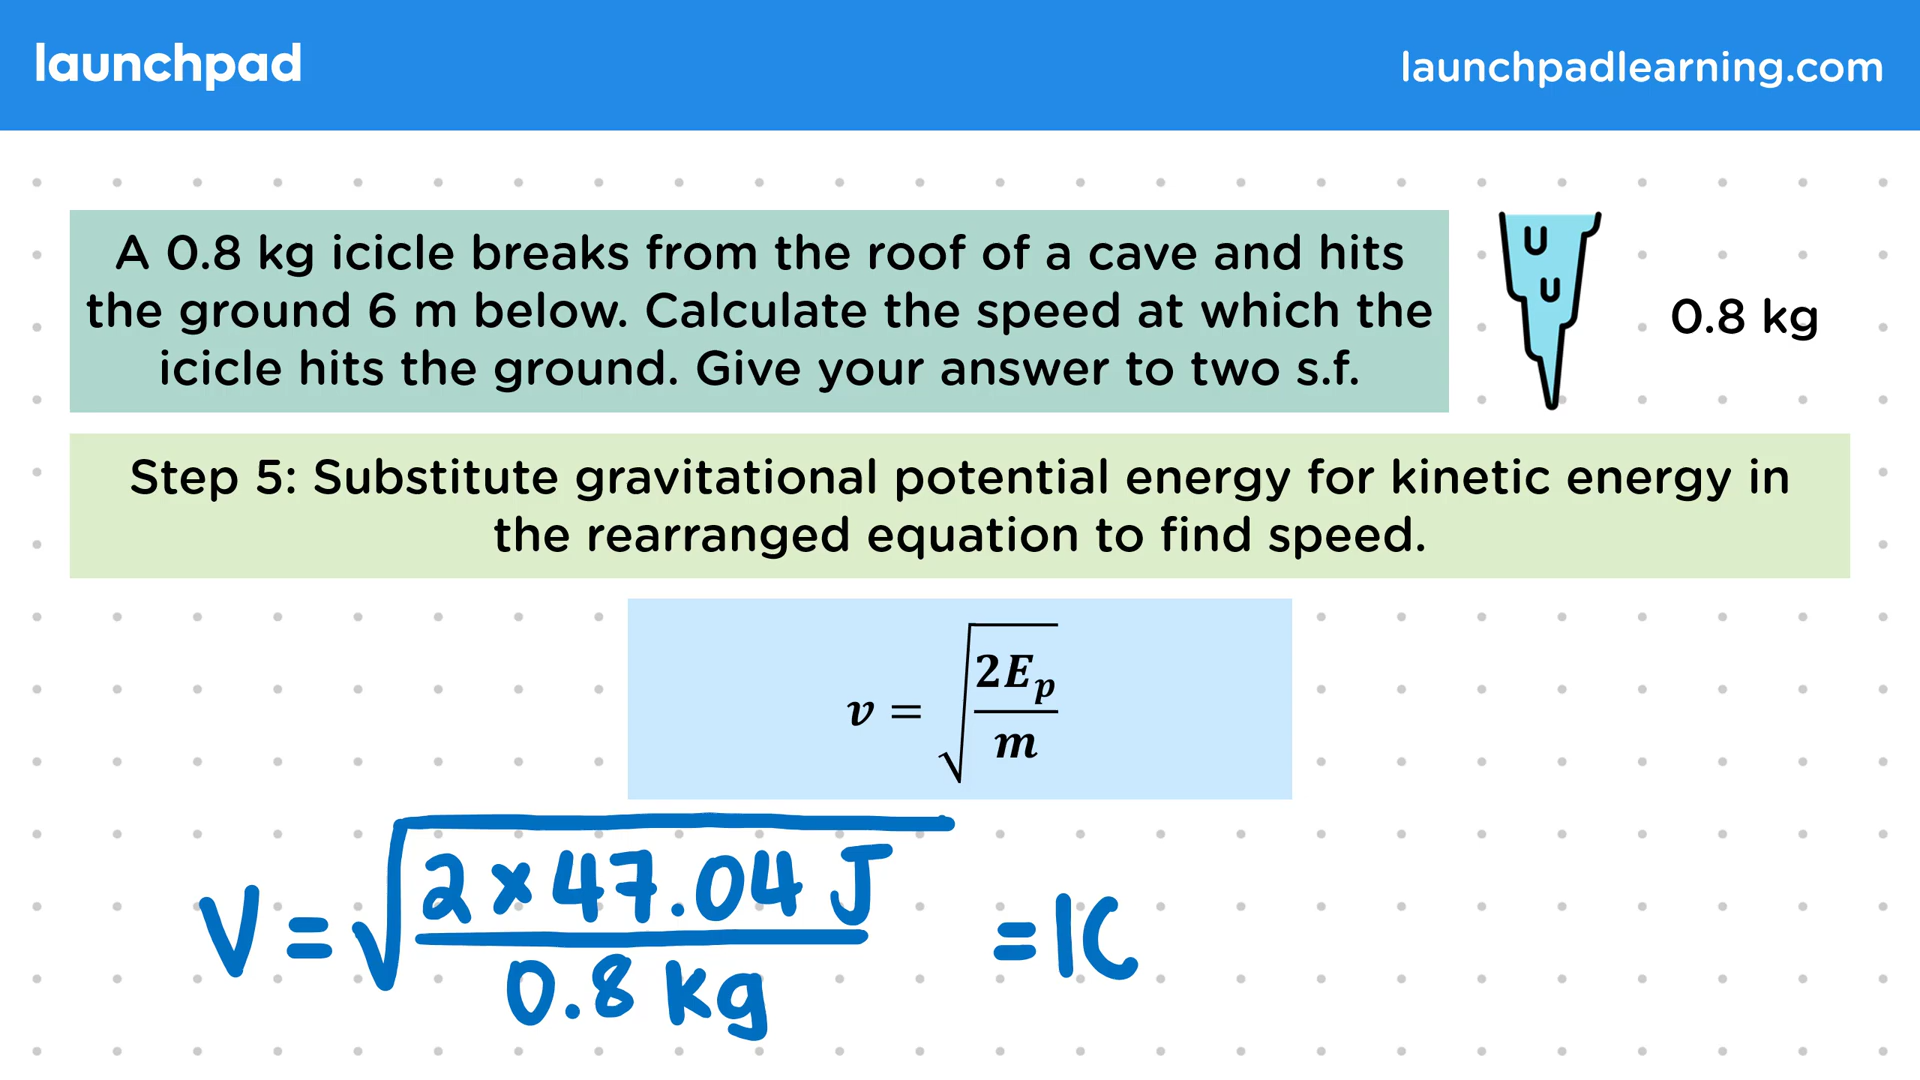 launchpad
launchpadlearning.com
A 0.8 kg icicle breaks from the roof of a cave and hits
the ground 6 m below. Calculate the speed at which the
icicle hits the ground. Give your answer to two s.f.
0.8 kg
Step 5: Substitute gravitational potential energy for kinetic energy in
the rearranged equation to find speed.
v = √(2E_p / m)
V = √(2 × 47.04 J / 0.8 kg) = 1C